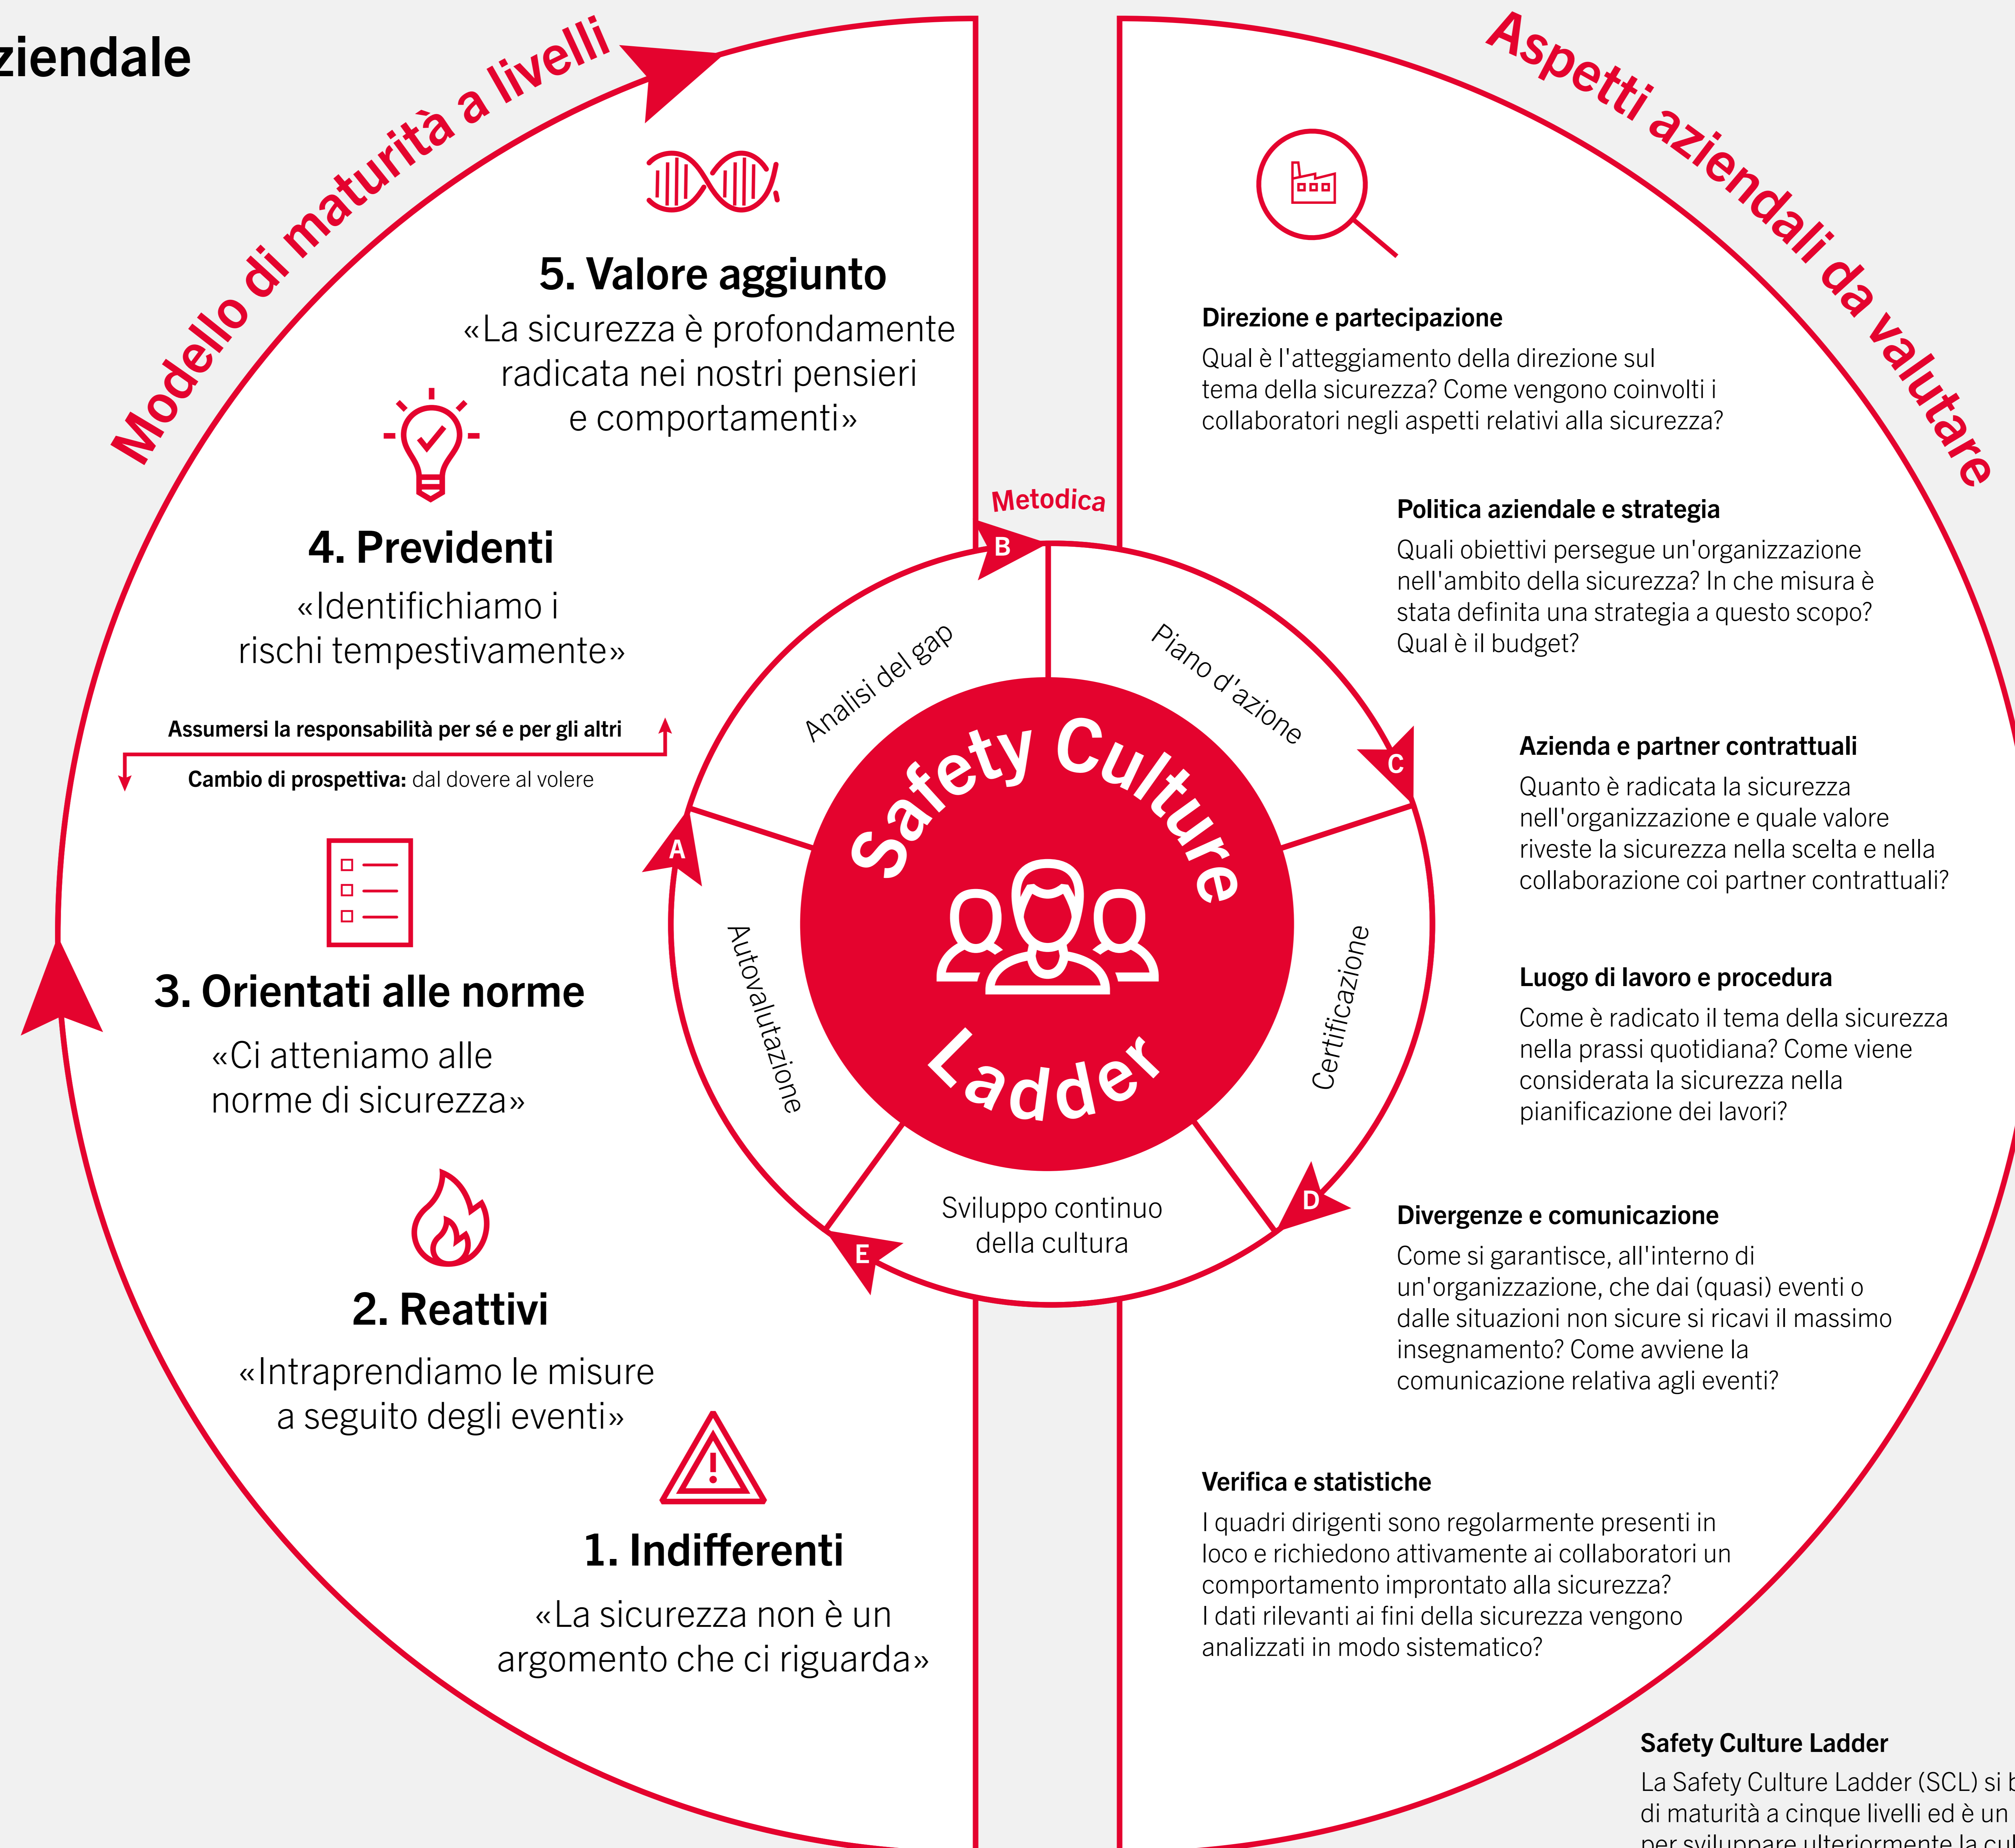 ziendale
Modello di maturità a livelli
5. Valore aggiunto
«La sicurezza è profondamente
radicata nei nostri pensieri
e comportamenti»
4. Previdenti
«Identifichiamo i
rischi tempestivamente»
Assumersi la responsabilità per sé e per gli altri
Cambio di prospettiva: dal dovere al volere
3. Orientati alle norme
«Ci atteniamo alle
norme di sicurezza»
2. Reattivi
«Intraprendiamo le misure
a seguito degli eventi»
1. Indifferenti
«La sicurezza non è un
argomento che ci riguarda»
Metodica
A
Analisi del gap
B
Piano d'azione
C
Certificazione
D
Sviluppo continuo
della cultura
E
Autovalutazione
Safety Culture
Ladder
Aspetti aziendali da valutare
Direzione e partecipazione
Qual è l'atteggiamento della direzione sul
tema della sicurezza? Come vengono coinvolti i
collaboratori negli aspetti relativi alla sicurezza?
Politica aziendale e strategia
Quali obiettivi persegue un'organizzazione
nell'ambito della sicurezza? In che misura è
stata definita una strategia a questo scopo?
Qual è il budget?
Azienda e partner contrattuali
Quanto è radicata la sicurezza
nell'organizzazione e quale valore
riveste la sicurezza nella scelta e nella
collaborazione coi partner contrattuali?
Luogo di lavoro e procedura
Come è radicato il tema della sicurezza
nella prassi quotidiana? Come viene
considerata la sicurezza nella
pianificazione dei lavori?
Divergenze e comunicazione
Come si garantisce, all'interno di
un'organizzazione, che dai (quasi) eventi o
dalle situazioni non sicure si ricavi il massimo
insegnamento? Come avviene la
comunicazione relativa agli eventi?
Verifica e statistiche
I quadri dirigenti sono regolarmente presenti in
loco e richiedono attivamente ai collaboratori un
comportamento improntato alla sicurezza?
I dati rilevanti ai fini della sicurezza vengono
analizzati in modo sistematico?
Safety Culture Ladder
La Safety Culture Ladder (SCL) si
di maturità a cinque livelli ed è un
per sviluppare ulteriormente la